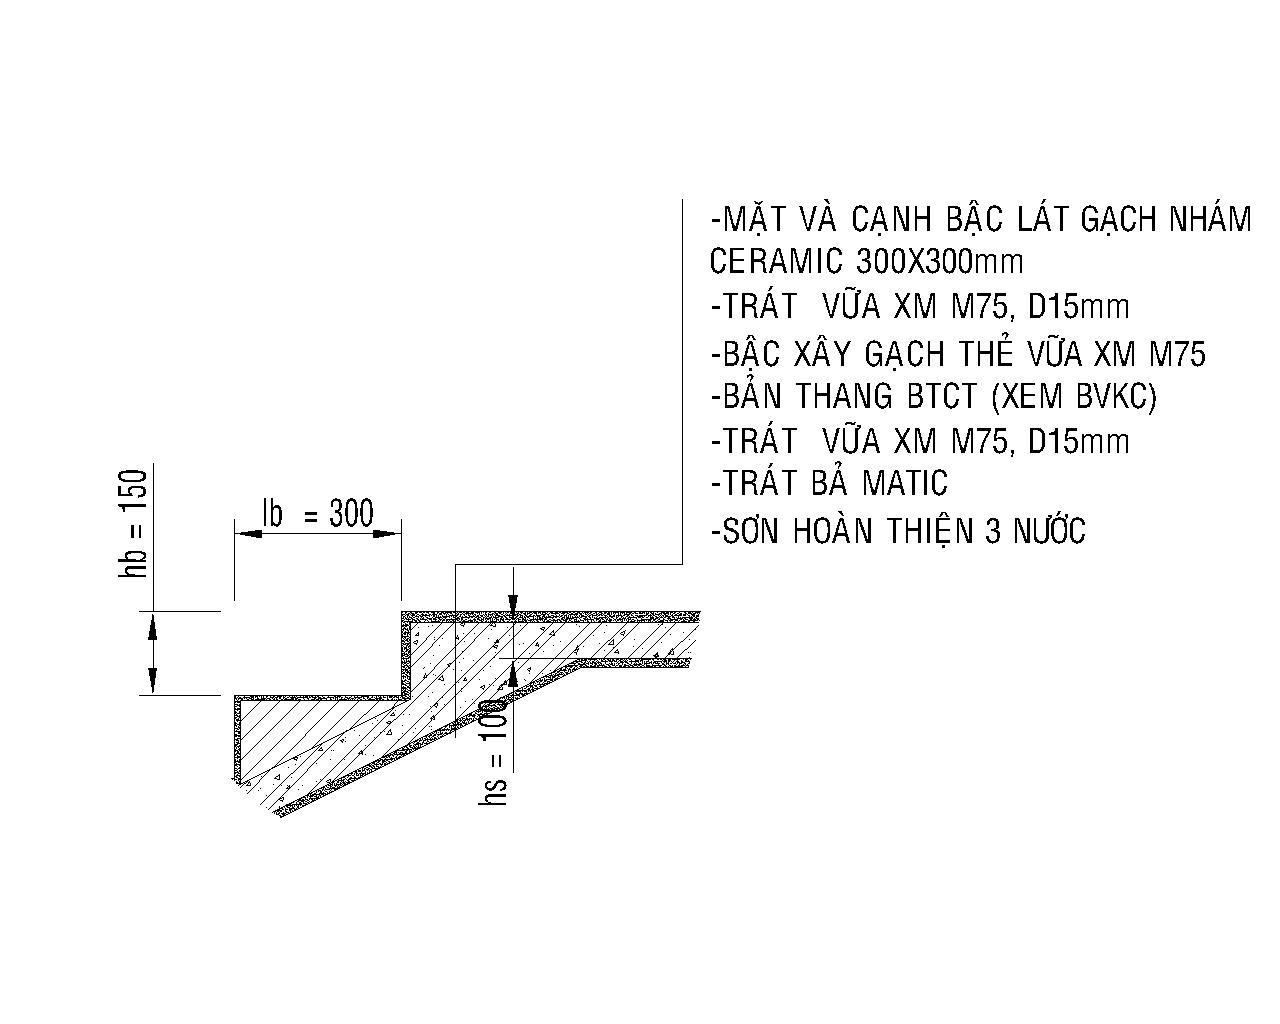 -MẶT VÀ CẠNH BẬC LÁT GẠCH NHÁM
CERAMIC 300X300mm
-TRÁT VỮA XM M75, D15mm
-BẬC XÂY GẠCH THẺ VỮA XM M75
-BẢN THANG BTCT (XEM BVKC)
-TRÁT VỮA XM M75, D15mm
-TRÁT BẢ MATIC
-SƠN HOÀN THIỆN 3 NƯỚC
hb = 150
lb = 300
hs = 100